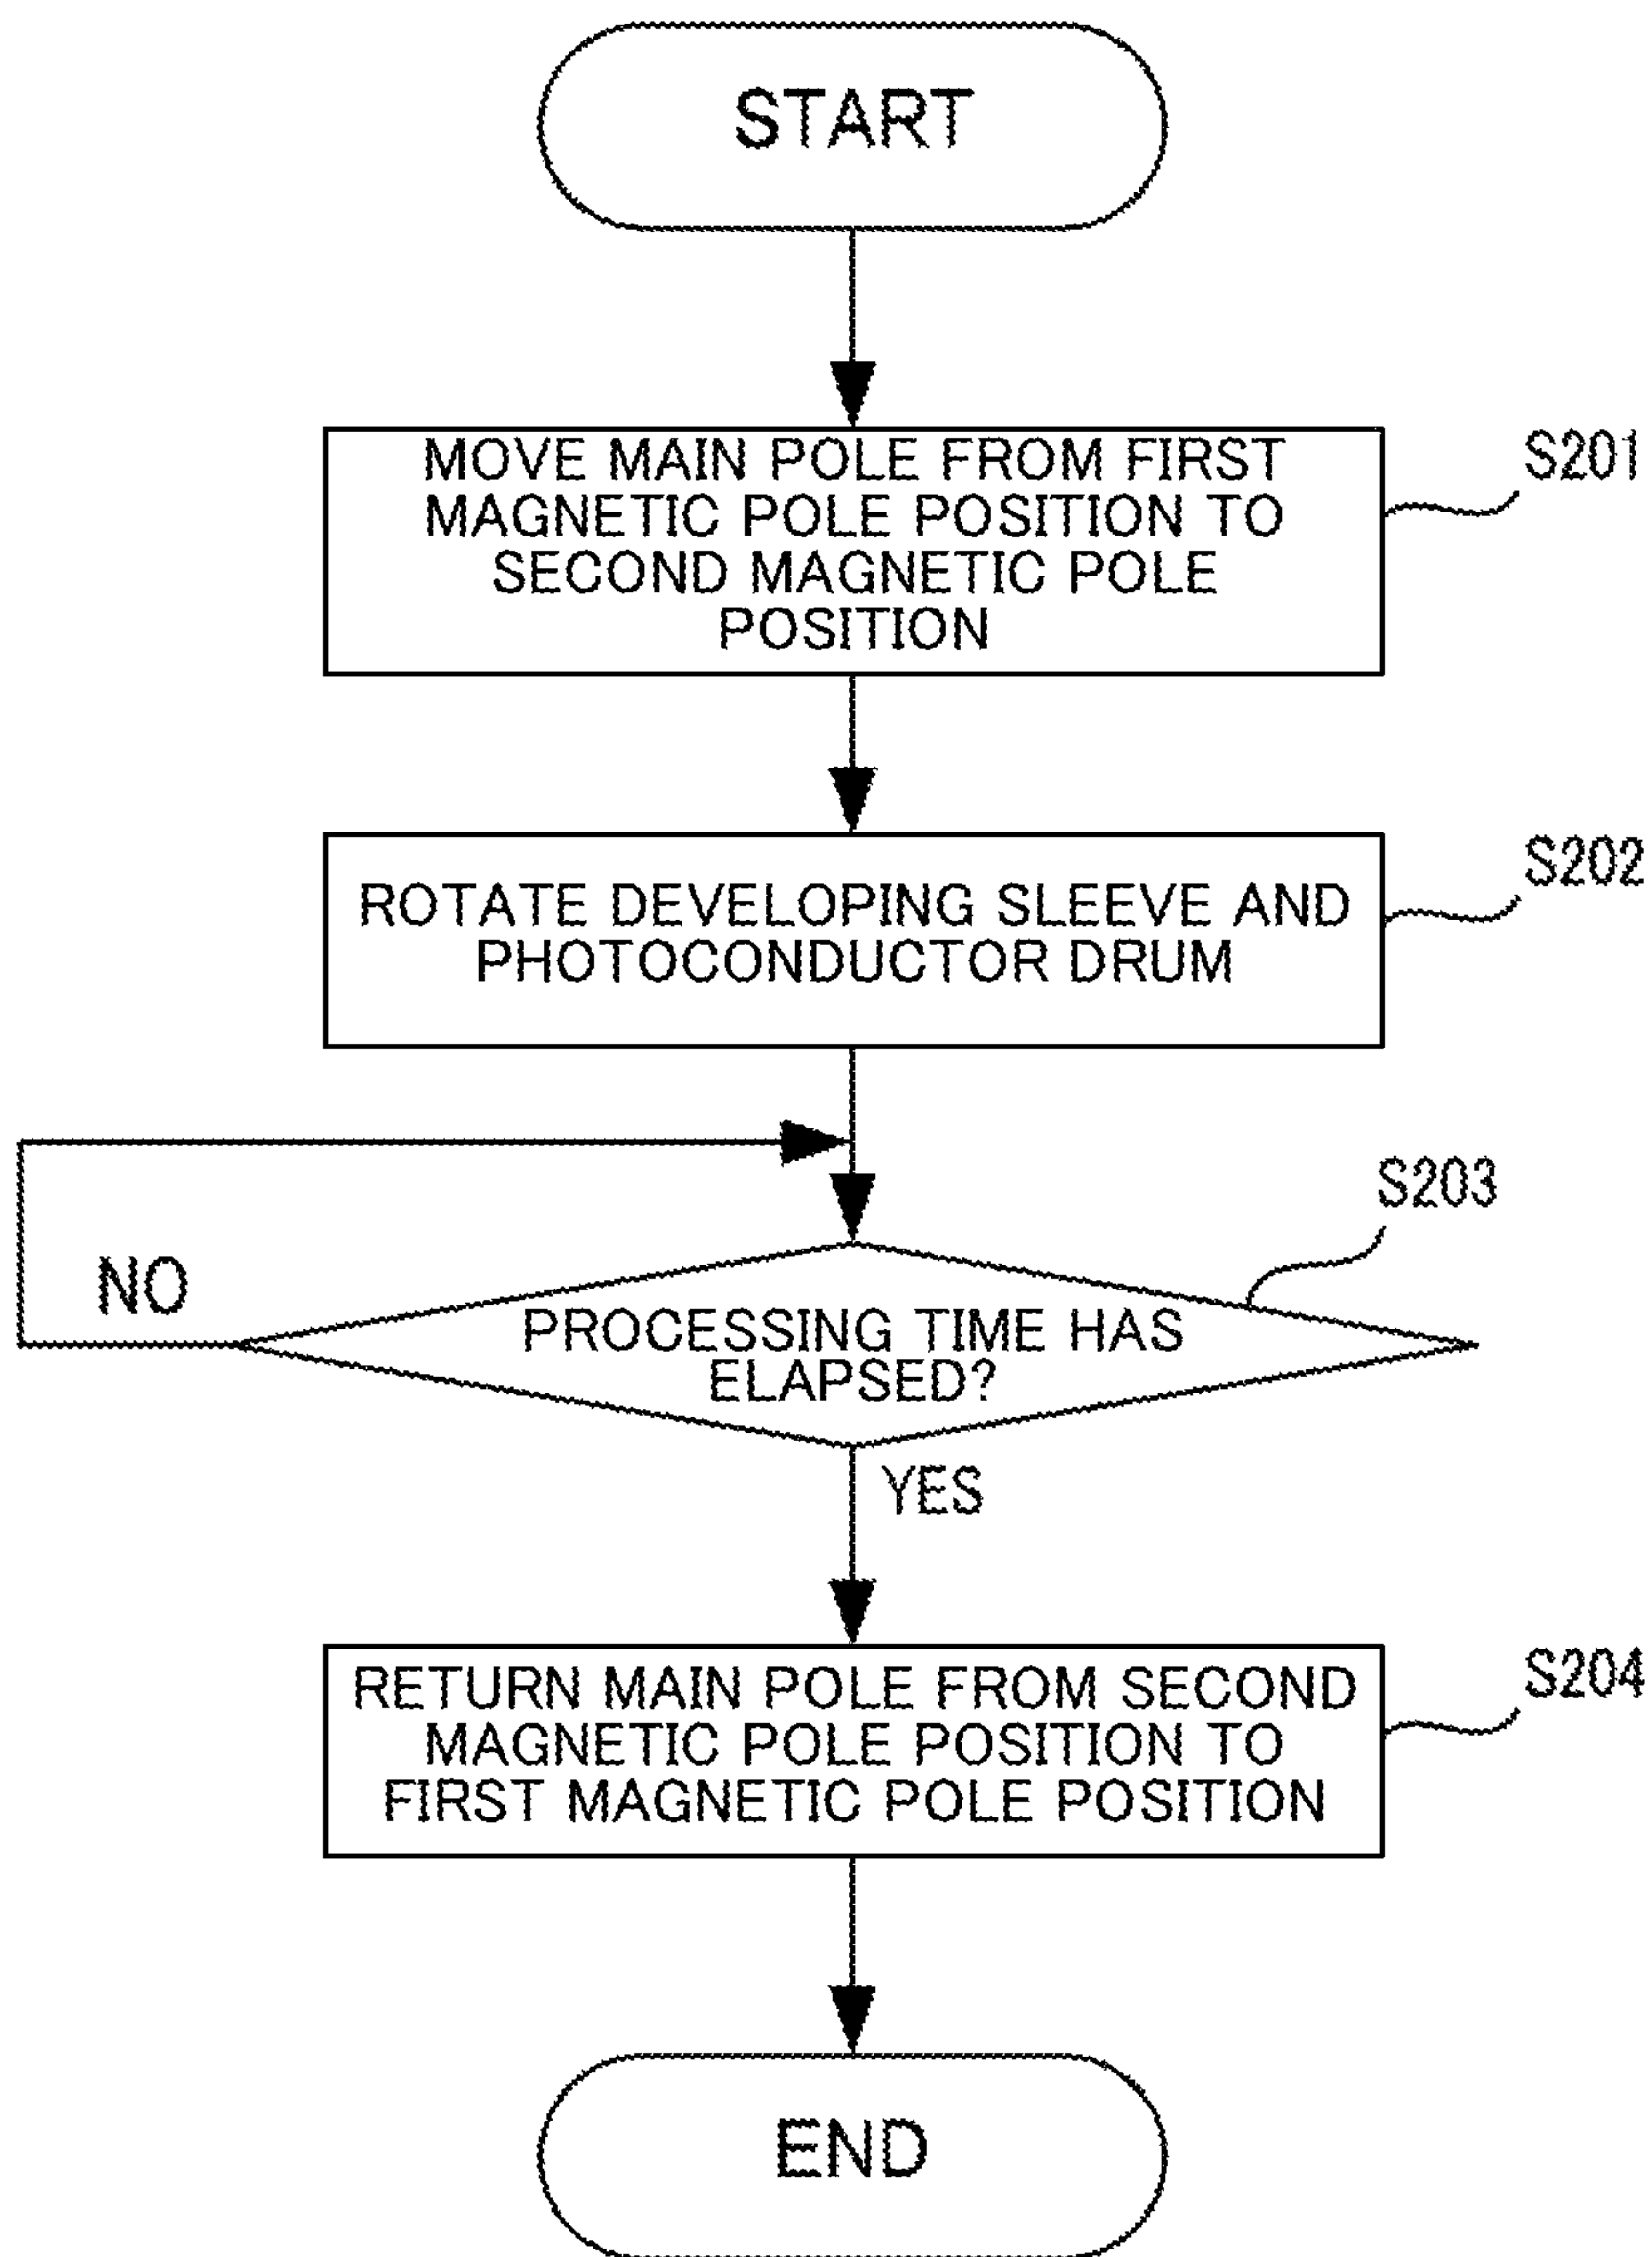 START
MOVE MAIN POLE FROM FIRST
MAGNETIC POLE POSITION TO
SECOND MAGNETIC POLE
POSITION
S201
ROTATE DEVELOPING SLEEVE AND
PHOTOCONDUCTOR DRUM
S202
S203
NO
PROCESSING TIME HAS
ELAPSED?
YES
RETURN MAIN POLE FROM SECOND
MAGNETIC POLE POSITION TO
FIRST MAGNETIC POLE POSITION
S204
END